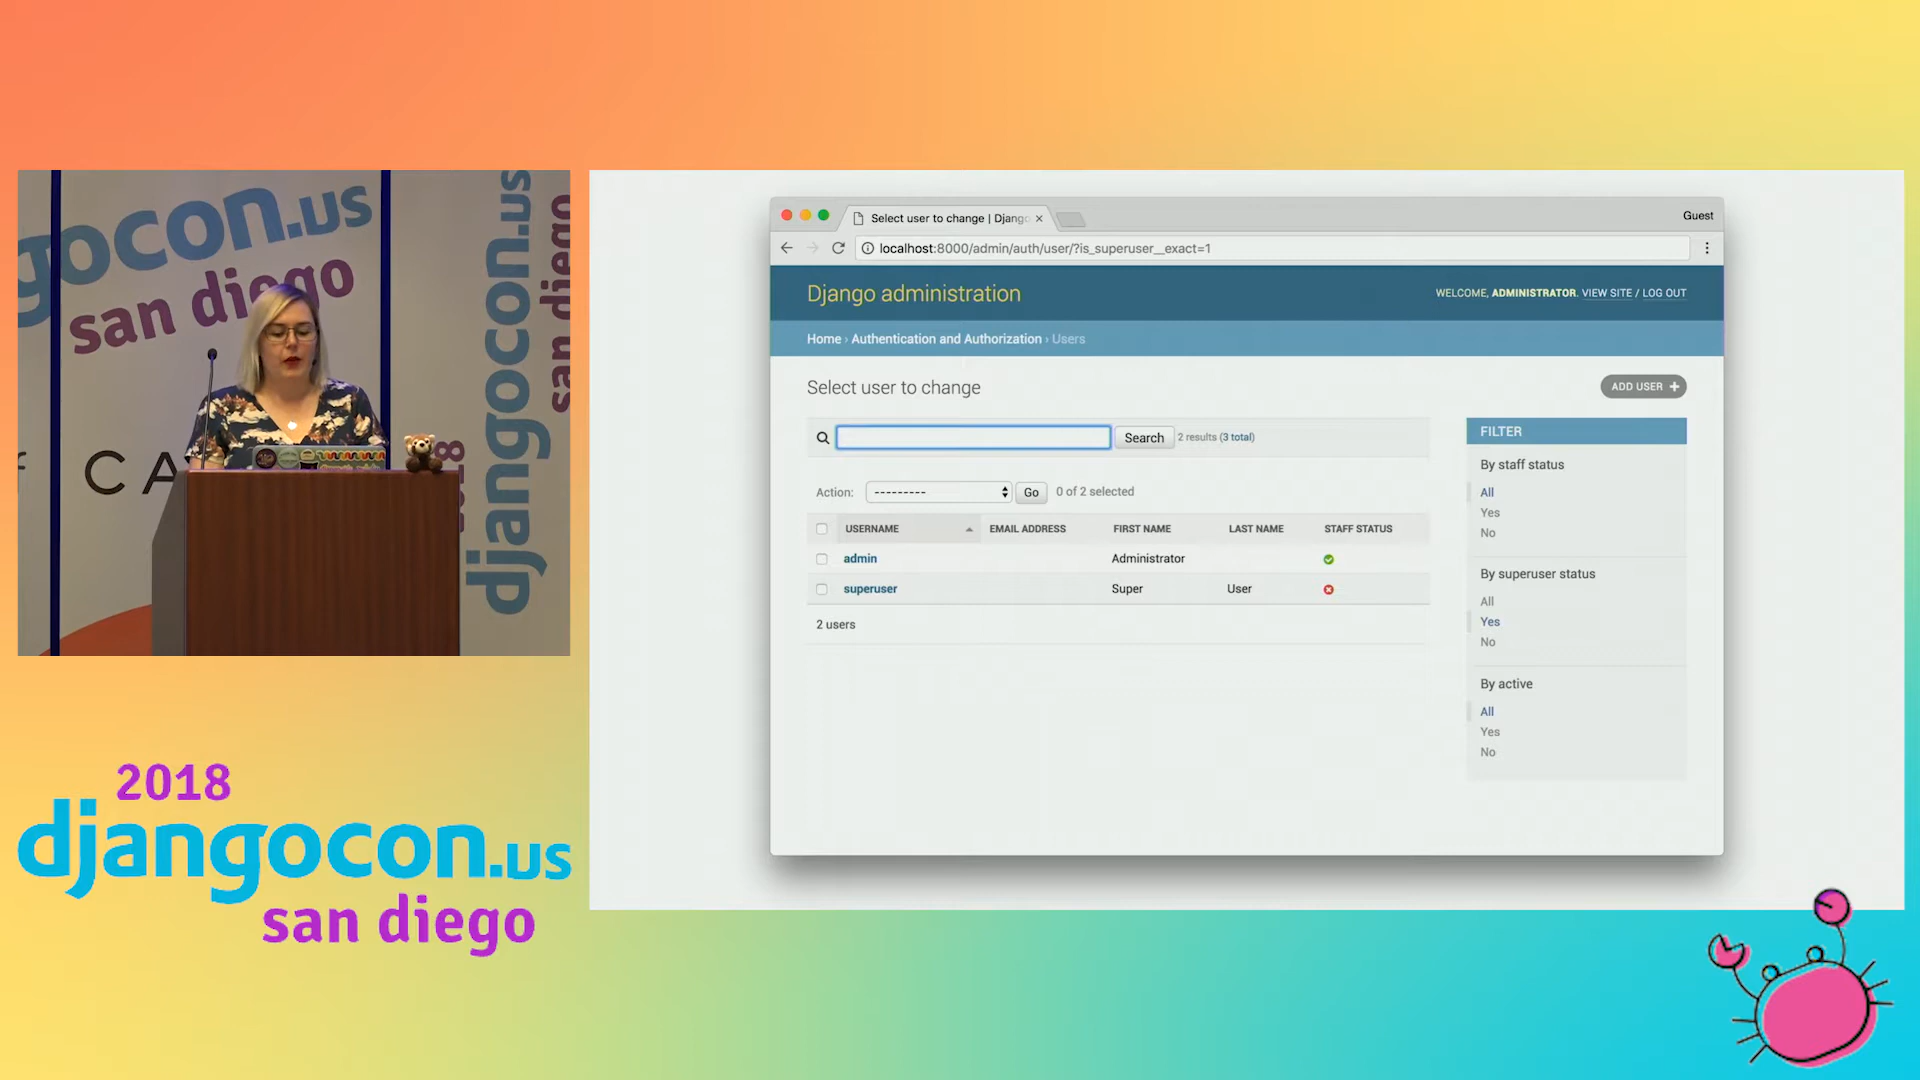 gocon.us
san diego
djangocon.us
san diego
2018
CA
2018
djangocon.us
san diego
Select user to change | Django
Guest
localhost:8000/admin/auth/user/?is_superuser__exact=1
Django administration
WELCOME, ADMINISTRATOR. VIEW SITE / LOG OUT
Home › Authentication and Authorization › Users
Select user to change
ADD USER +
Search 2 results (3 total)
Action: --------- Go 0 of 2 selected
USERNAME EMAIL ADDRESS FIRST NAME LAST NAME STAFF STATUS
admin Administrator
superuser Super User
2 users
FILTER
By staff status
All
Yes
No
By superuser status
All
Yes
No
By active
All
Yes
No